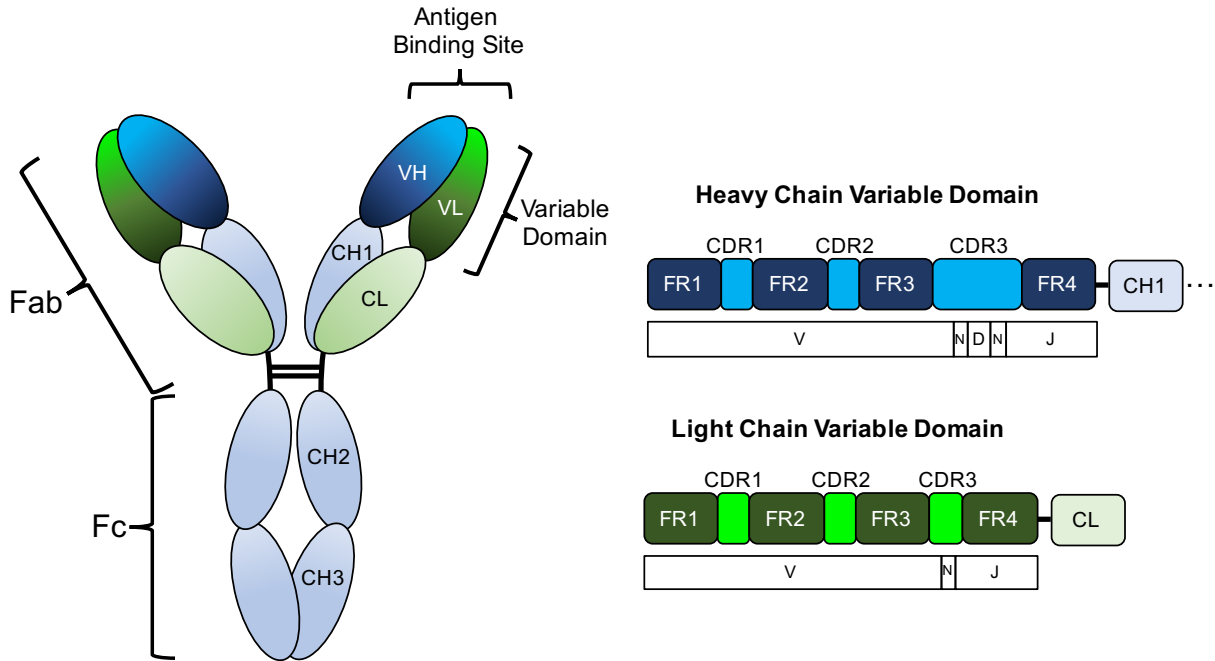 Antigen
Binding Site
VH
VL
Variable
Domain
CH1
CL
Fab
CH2
Fc
CH3
Heavy Chain Variable Domain
CDR1 CDR2 CDR3
FR1 FR2 FR3 FR4 CH1 ...
V N D N J
Light Chain Variable Domain
CDR1 CDR2 CDR3
FR1 FR2 FR3 FR4 CL
V N J